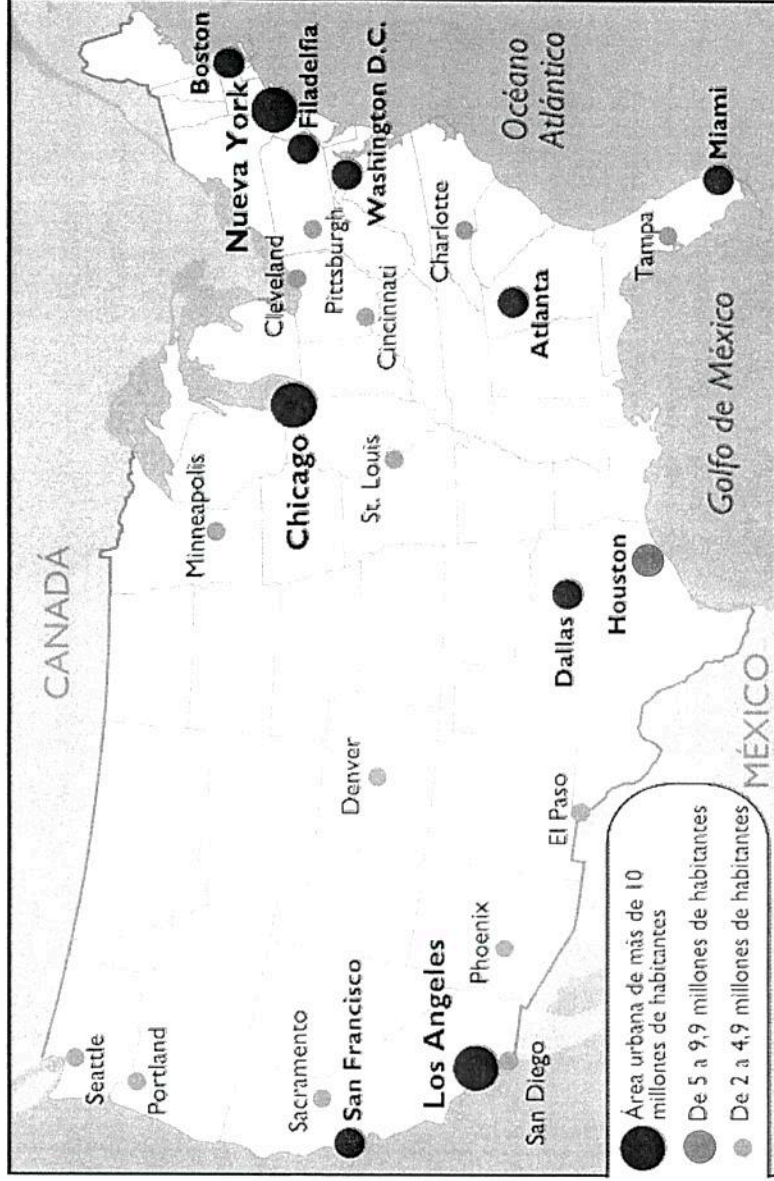 CANADÁ
Seattle
Portland
Minneapolis
Boston
Nueva York
Filadelfia
Cleveland
Pittsburgh
Washington D.C.
Chicago
Cincinnati
Sacramento
San Francisco
Denver
St. Louis
Charlotte
Océano
Atlántico
Los Angeles
Phoenix
Atlanta
San Diego
Dallas
El Paso
Houston
Tampa
Miami
Golfo de México
MÉXICO
Área urbana de más de 10
millones de habitantes
De 5 a 9,9 millones de habitantes
De 2 a 4,9 millones de habitantes